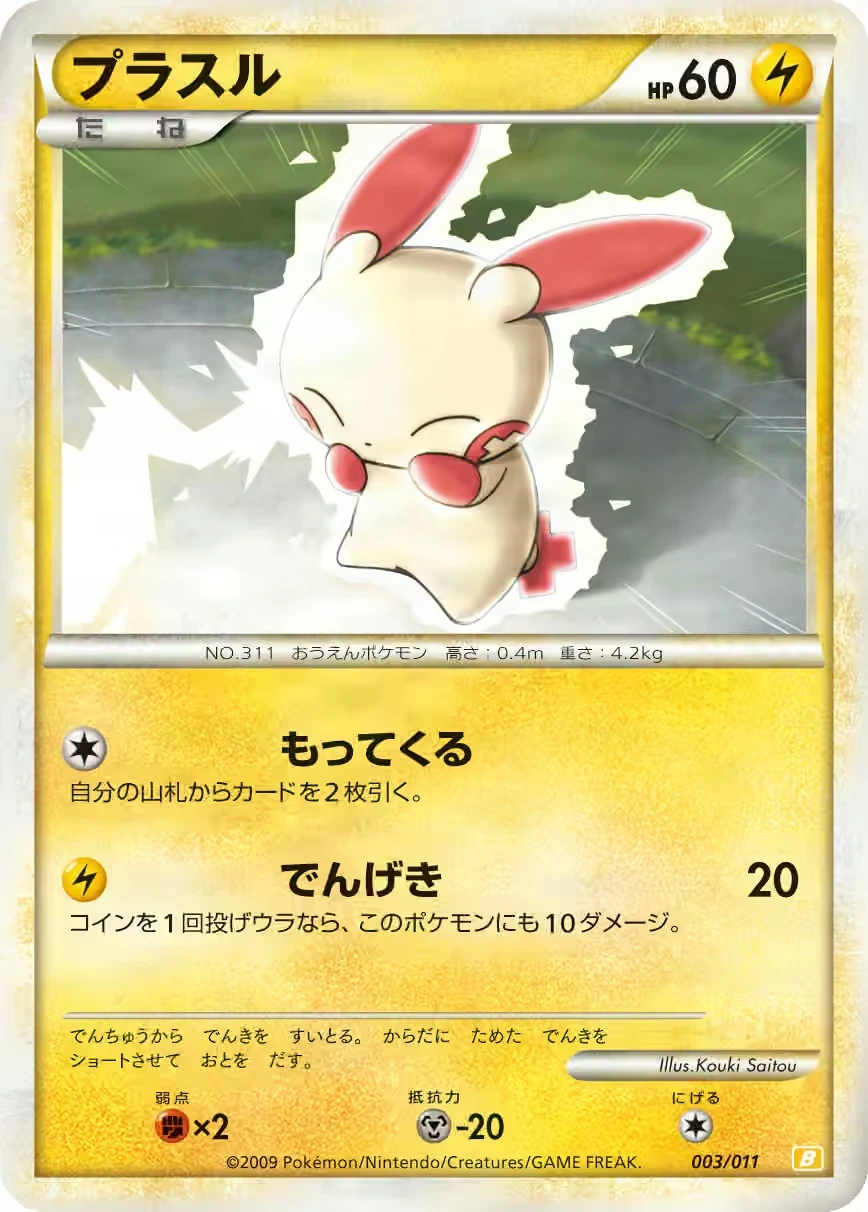 プラスル HP60
たね
NO.311 おうえんポケモン 高さ:0.4m 重さ:4.2kg
もってくる
自分の山札からカードを2枚引く。
でんげき 20
コインを1回投げウラなら、このポケモンにも10ダメージ。
でんちゅうから でんきを すいとる。 からだに ためた でんきを
ショートさせて おとを だす。
Illus.Kouki Saitou
弱点 抵抗力 にげる
×2 -20
©2009 Pokémon/Nintendo/Creatures/GAME FREAK. 003/011 B